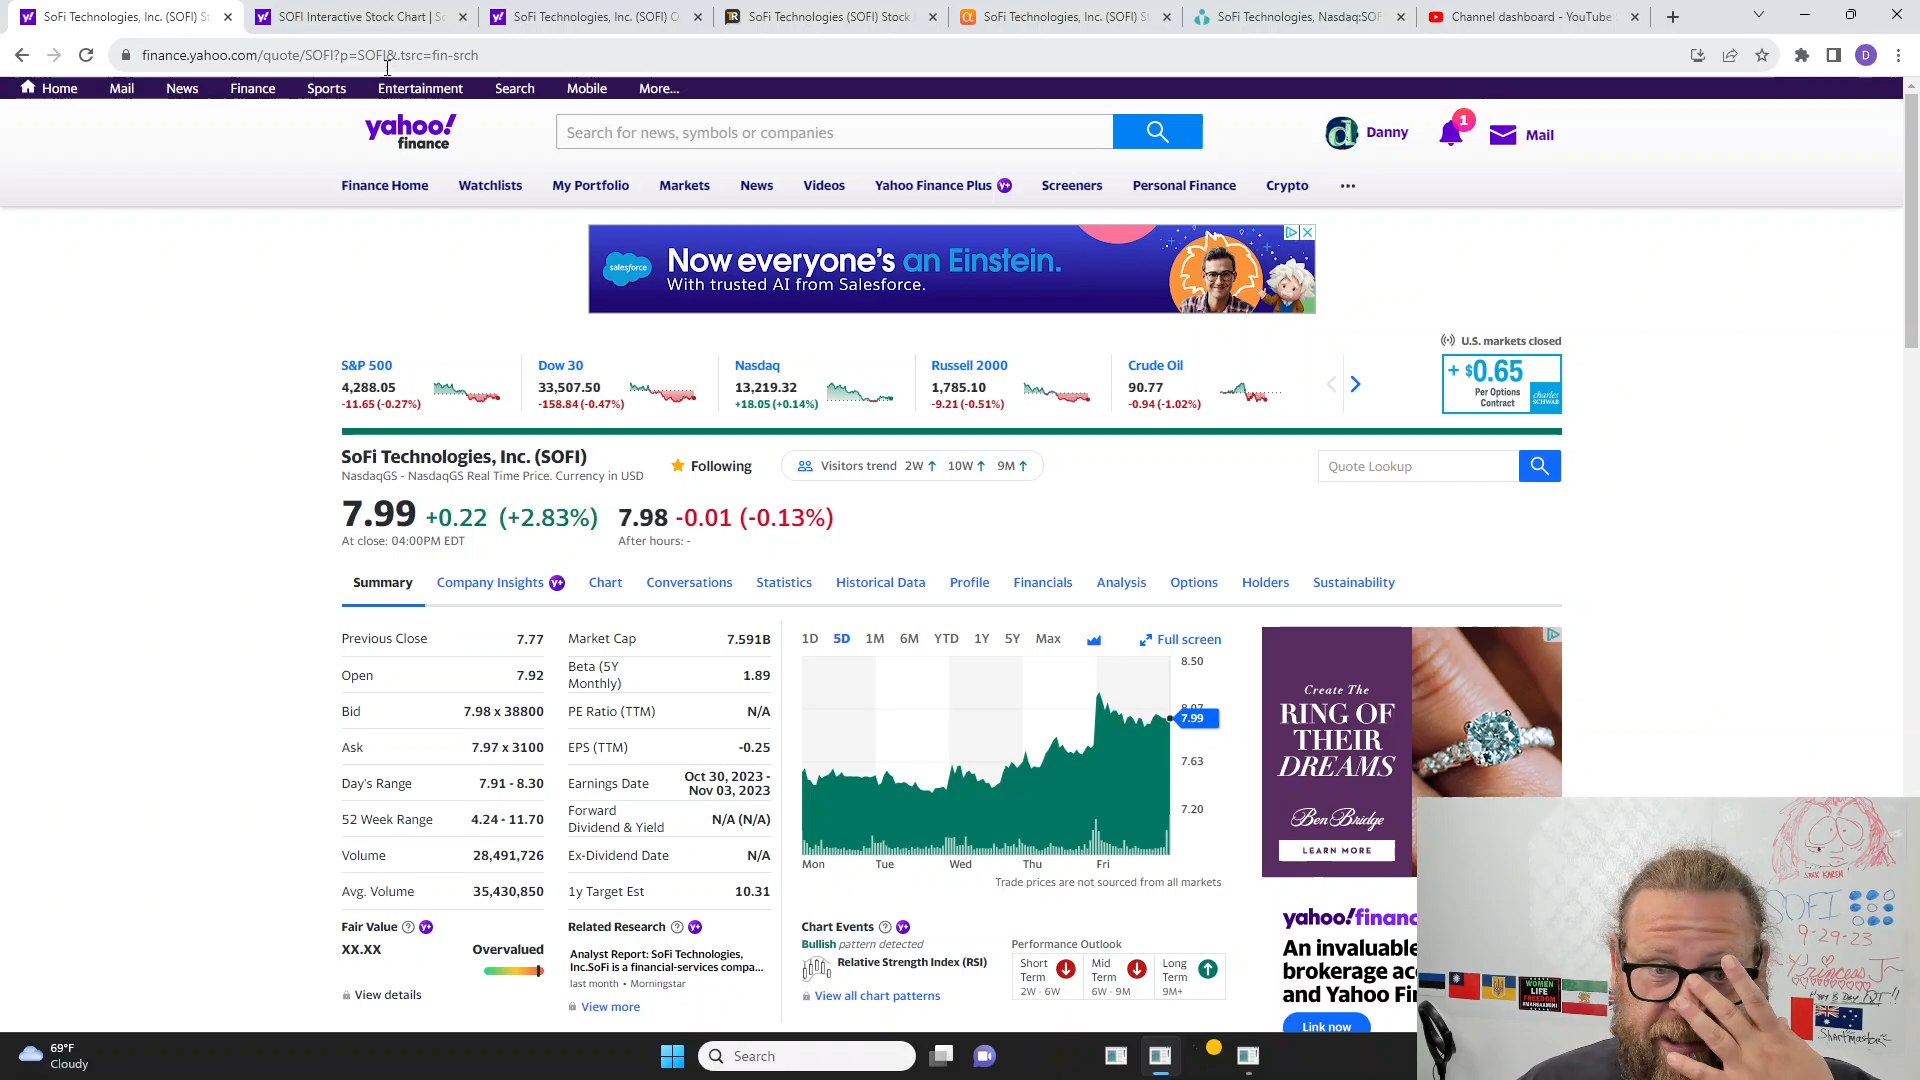 SoFi Technologies, Inc. (SOFI) St
SOFI Interactive Stock Chart | So
SoFi Technologies, Inc. (SOFI) O
SoFi Technologies (SOFI) Stock
SoFi Technologies, Inc. (SOFI) St
SoFi Technologies, Nasdaq:SOF
Channel dashboard - YouTube
finance.yahoo.com/quote/SOFI?p=SOFI&.tsrc=fin-srch
D
Home Mail News Finance Sports Entertainment Search Mobile More...
yahoo!
finance
Search for news, symbols or companies
Danny
1
Mail
Finance Home Watchlists My Portfolio Markets News Videos Yahoo Finance Plus Screeners Personal Finance Crypto ...
salesforce
Now everyone's an Einstein.
With trusted AI from Salesforce.
U.S. markets closed
S&P 500
4,288.05
-11.65 (-0.27%)
Dow 30
33,507.50
-158.84 (-0.47%)
Nasdaq
13,219.32
+18.05 (+0.14%)
Russell 2000
1,785.10
-9.21 (-0.51%)
Crude Oil
90.77
-0.94 (-1.02%)
+ $0.65
Per Options
Contract
charles
SCHWAB
SoFi Technologies, Inc. (SOFI)
NasdaqGS - NasdaqGS Real Time Price. Currency in USD
Following
Visitors trend 2W ↑ 10W ↑ 9M ↑
Quote Lookup
7.99 +0.22 (+2.83%) 7.98 -0.01 (-0.13%)
At close: 04:00PM EDT After hours: -
Summary Company Insights Chart Conversations Statistics Historical Data Profile Financials Analysis Options Holders Sustainability
Previous Close 7.77
Open 7.92
Bid 7.98 x 38800
Ask 7.97 x 3100
Day's Range 7.91 - 8.30
52 Week Range 4.24 - 11.70
Volume 28,491,726
Avg. Volume 35,430,850
Market Cap 7.591B
Beta (5Y
Monthly) 1.89
PE Ratio (TTM) N/A
EPS (TTM) -0.25
Earnings Date Oct 30, 2023 -
Nov 03, 2023
Forward
Dividend & Yield N/A (N/A)
Ex-Dividend Date N/A
1y Target Est 10.31
1D 5D 1M 6M YTD 1Y 5Y Max Full screen
8.50
7.99
7.63
7.20
Mon Tue Wed Thu Fri
Trade prices are not sourced from all markets
Fair Value
XX.XX Overvalued
View details
Related Research
Analyst Report: SoFi Technologies,
Inc.SoFi is a financial-services compa...
last month • Morningstar
View more
Chart Events
Bullish pattern detected
Relative Strength Index (RSI)
View all chart patterns
Performance Outlook
Short
Term
2W - 6W
Mid
Term
6W - 9M
Long
Term
9M+
Create The
RING OF
THEIR
DREAMS
Ben Bridge
LEARN MORE
yahoo!financ
An invaluable
brokerage ac
and Yahoo Fi
Link now
SOFI
9-29-23
Princess Jr
WOMEN
LIFE
FREEDOM
69°F
Cloudy
Search